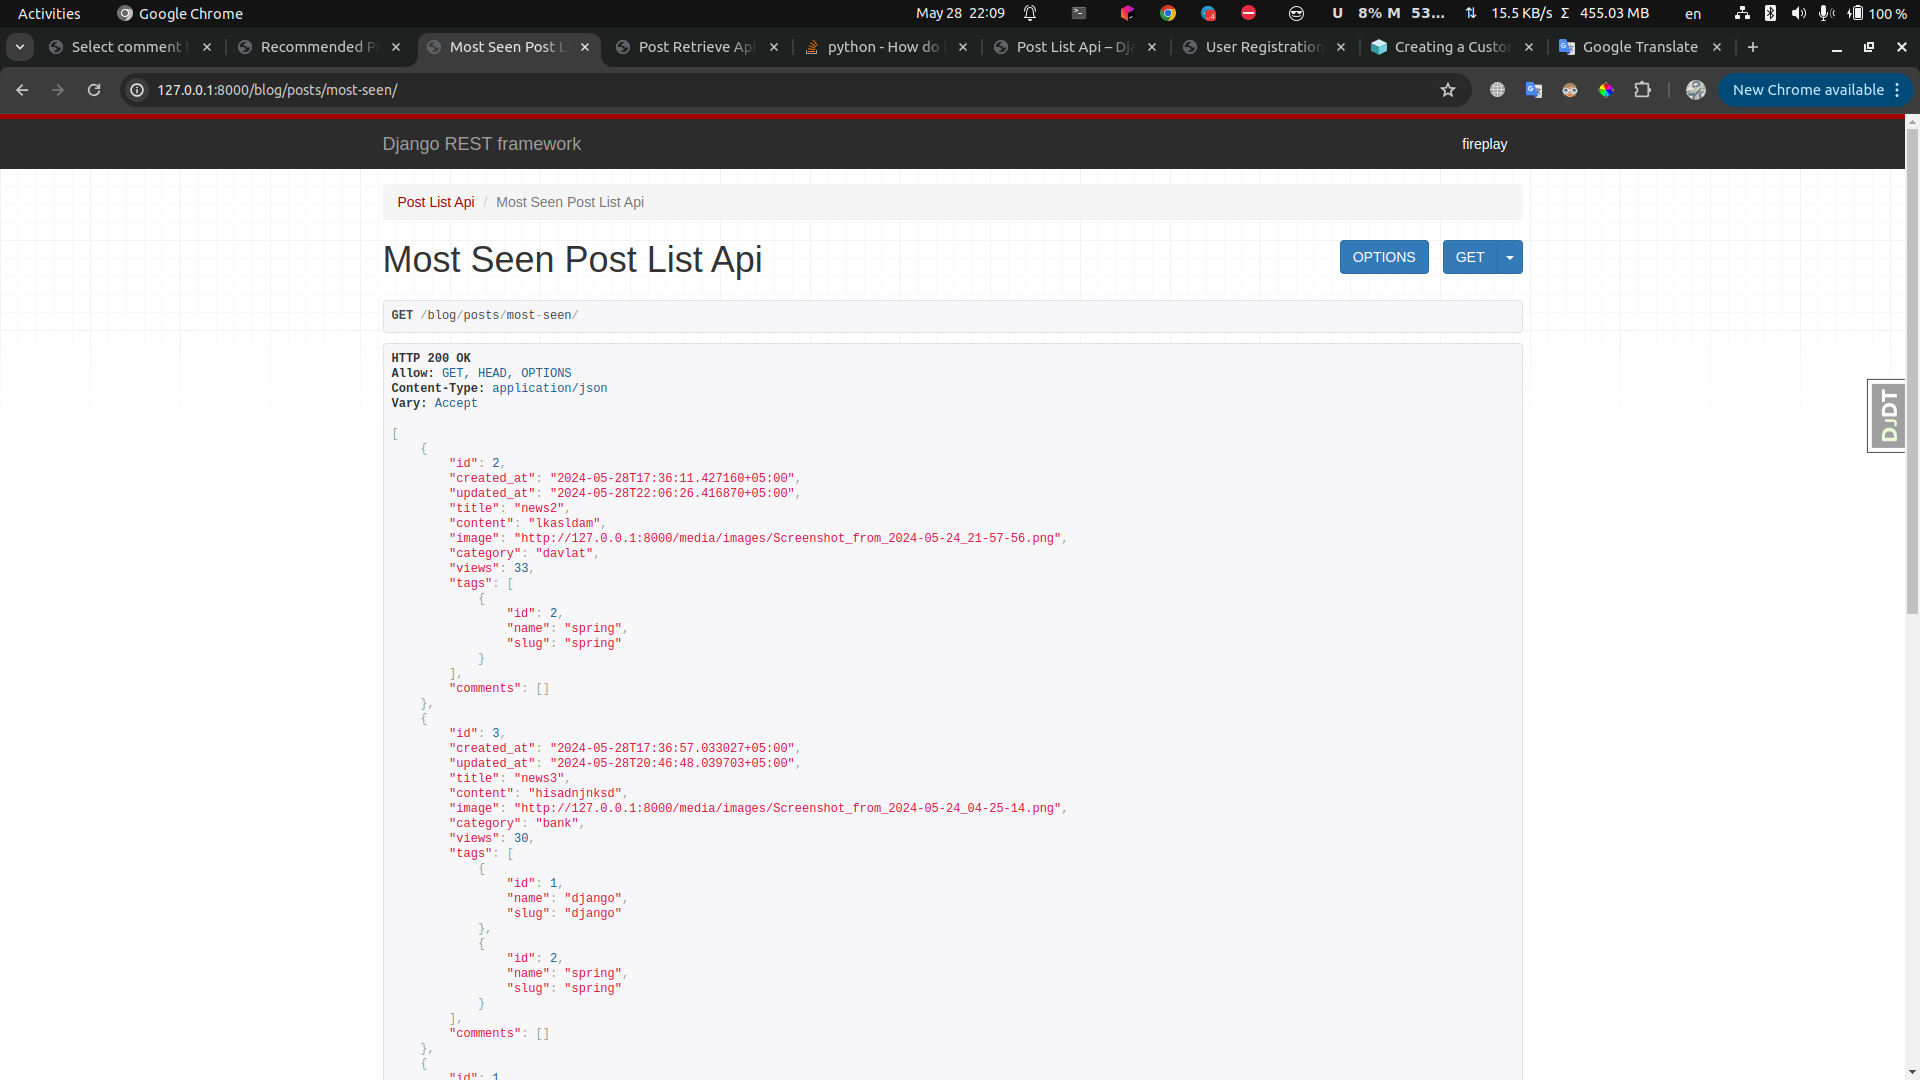 Activities Google Chrome May 28 22:09 U 8% M 53... 15.5 KB/s Σ 455.03 MB en 100 %
Select comment Recommended P Most Seen Post L Post Retrieve Api python - How do Post List Api – Dja User Registration Creating a Custor Google Translate
127.0.0.1:8000/blog/posts/most-seen/ New Chrome available
Django REST framework fireplay
Post List Api / Most Seen Post List Api
Most Seen Post List Api OPTIONS GET
GET /blog/posts/most-seen/
HTTP 200 OK
Allow: GET, HEAD, OPTIONS
Content-Type: application/json
Vary: Accept
[
{
"id": 2,
"created_at": "2024-05-28T17:36:11.427160+05:00",
"updated_at": "2024-05-28T22:06:26.416870+05:00",
"title": "news2",
"content": "lkasldam",
"image": "http://127.0.0.1:8000/media/images/Screenshot_from_2024-05-24_21-57-56.png",
"category": "davlat",
"views": 33,
"tags": [
{
"id": 2,
"name": "spring",
"slug": "spring"
}
],
"comments": []
},
{
"id": 3,
"created_at": "2024-05-28T17:36:57.033027+05:00",
"updated_at": "2024-05-28T20:46:48.039703+05:00",
"title": "news3",
"content": "hisadnjnksd",
"image": "http://127.0.0.1:8000/media/images/Screenshot_from_2024-05-24_04-25-14.png",
"category": "bank",
"views": 30,
"tags": [
{
"id": 1,
"name": "django",
"slug": "django"
},
{
"id": 2,
"name": "spring",
"slug": "spring"
}
],
"comments": []
},
{
"id": 1,
DJDT